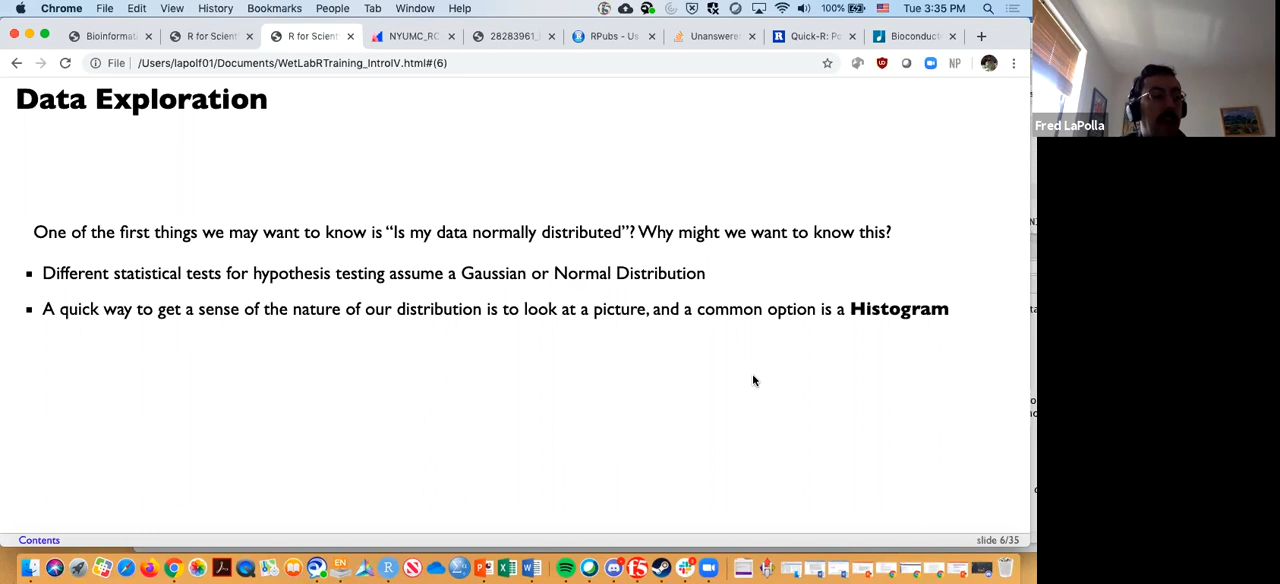 Chrome File Edit View History Bookmarks People Tab Window Help 100% Tue 3:35 PM
Bioinformat R for Scient R for Scient NYUMC_RC 28283961_ RPubs - Us Unanswere Quick-R: Po Bioconduct
File /Users/lapolf01/Documents/WetLabRTraining_IntroIV.html#(6) NP
Data Exploration
Fred LaPolla
One of the first things we may want to know is “Is my data normally distributed”? Why might we want to know this?
Different statistical tests for hypothesis testing assume a Gaussian or Normal Distribution
A quick way to get a sense of the nature of our distribution is to look at a picture, and a common option is a Histogram
Contents slide 6/35